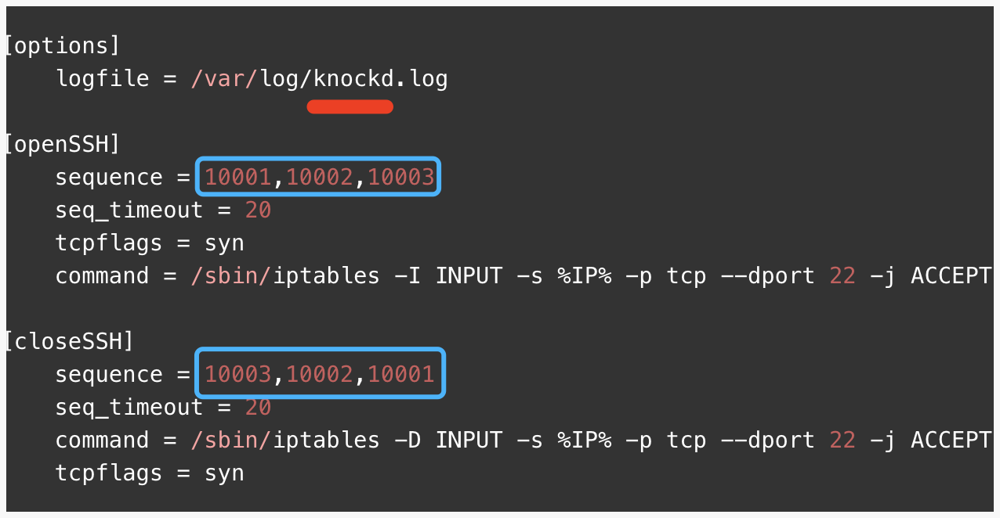 [options]
logfile = /var/log/knockd.log
[openSSH]
sequence = 10001,10002,10003
seq_timeout = 20
tcpflags = syn
command = /sbin/iptables -I INPUT -s %IP% -p tcp --dport 22 -j ACCEPT
[closeSSH]
sequence = 10003,10002,10001
seq_timeout = 20
command = /sbin/iptables -D INPUT -s %IP% -p tcp --dport 22 -j ACCEPT
tcpflags = syn